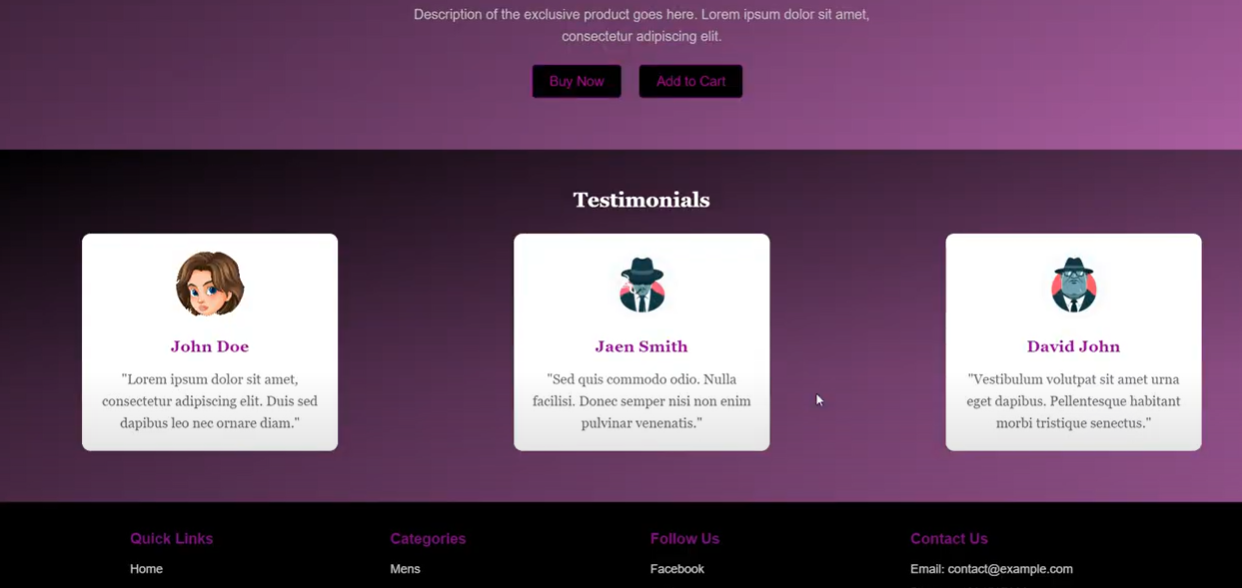 Description of the exclusive product goes here. Lorem ipsum dolor sit amet,
consectetur adipiscing elit.
Buy Now
Add to Cart
Testimonials
John Doe
"Lorem ipsum dolor sit amet,
consectetur adipiscing elit. Duis sed
dapibus leo nec ornare diam."
Jaen Smith
"Sed quis commodo odio. Nulla
facilisi. Donec semper nisi non enim
pulvinar venenatis."
David John
"Vestibulum volutpat sit amet urna
eget dapibus. Pellentesque habitant
morbi tristique senectus."
Quick Links
Home
Categories
Mens
Follow Us
Facebook
Contact Us
Email: contact@example.com